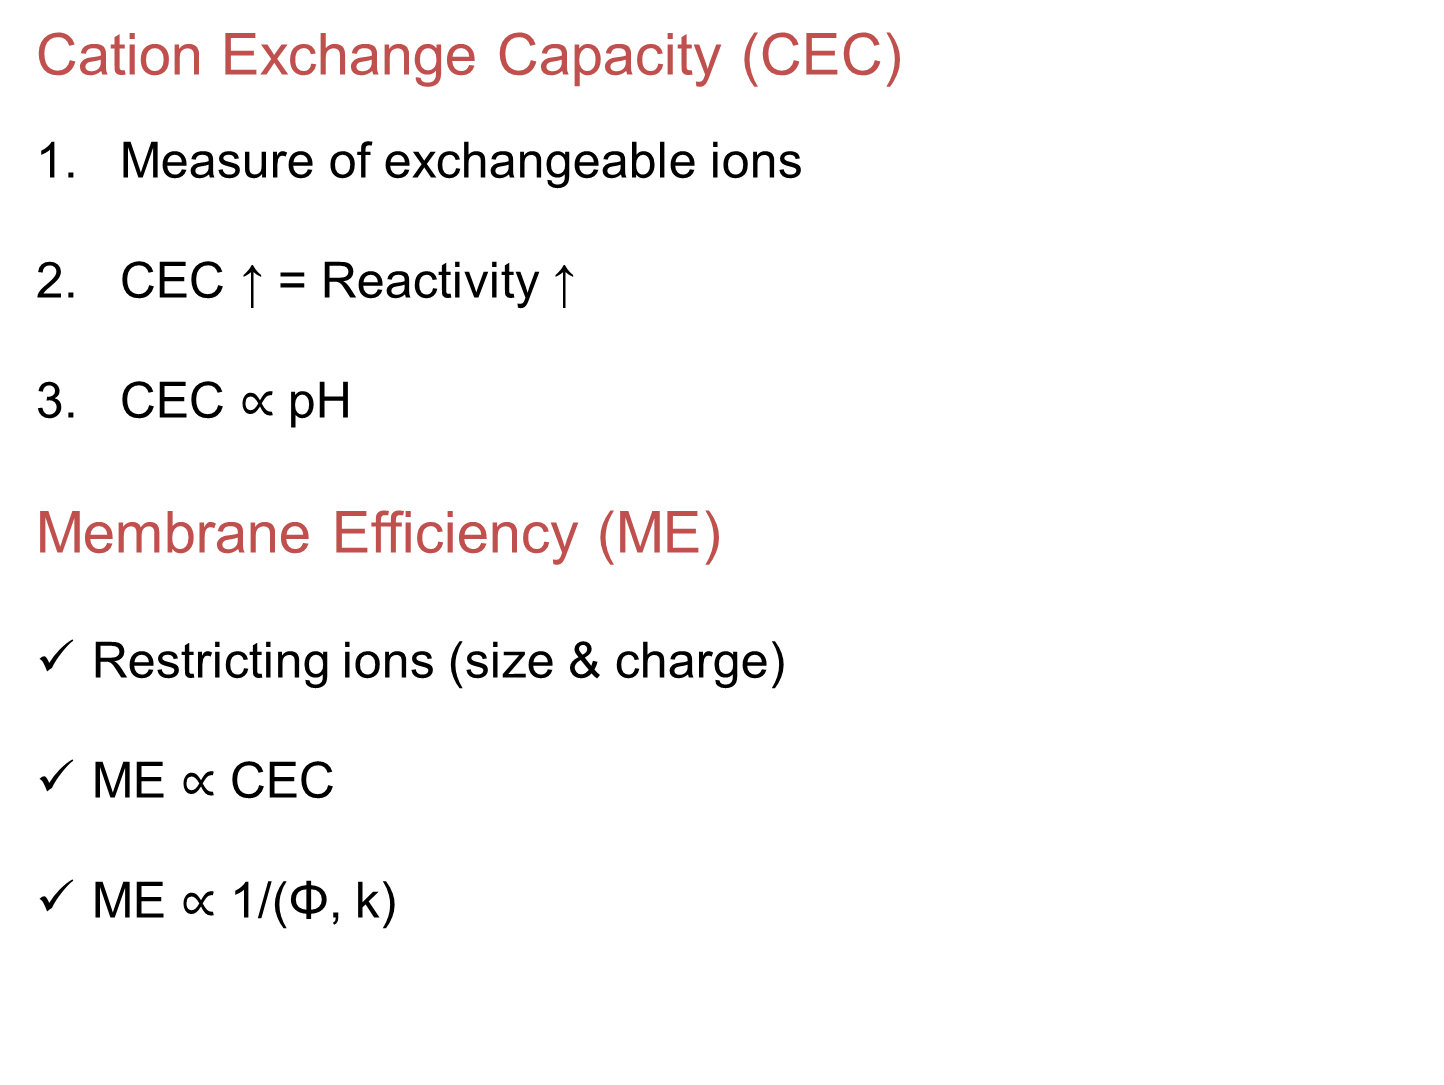 Cation Exchange Capacity (CEC)
1. Measure of exchangeable ions
2. CEC ↑ = Reactivity ↑
3. CEC ∝ pH
Membrane Efficiency (ME)
✓ Restricting ions (size & charge)
✓ ME ∝ CEC
✓ ME ∝ 1/(Φ, k)